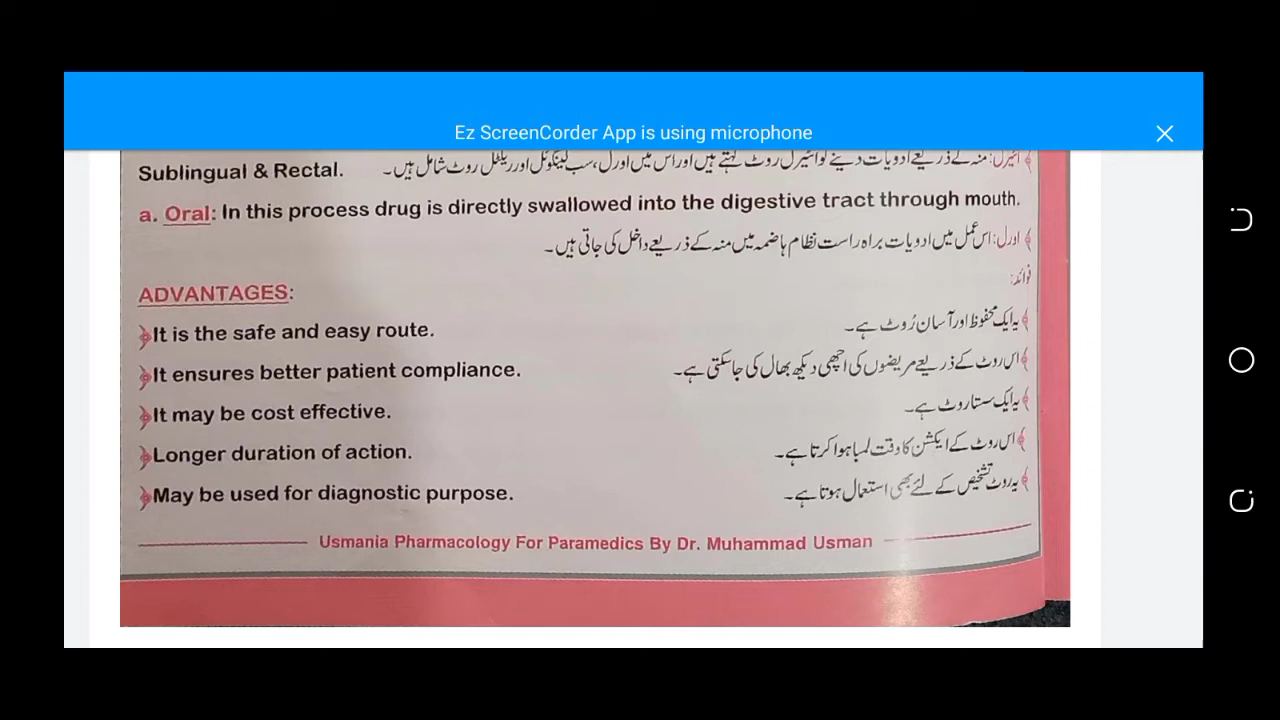 Ez ScreenCorder App is using microphone
Sublingual & Rectal. انٹیرل: منہ کے ذریعے ادویات دینے کو انٹیرل روٹ کہتے ہیں اور اس میں اورل، سب لینگوئل اور ریکٹل روٹ شامل ہیں۔
a. Oral: In this process drug is directly swallowed into the digestive tract through mouth.
اورل: اس عمل میں ادویات براہ راست نظام ہاضمہ میں منہ کے ذریعے داخل کی جاتی ہیں۔
فوائد:
ADVANTAGES:
It is the safe and easy route. یہ ایک محفوظ اور آسان رُوٹ ہے۔
It ensures better patient compliance. اس روٹ کے ذریعے مریضوں کی اچھی دیکھ بھال کی جاسکتی ہے۔
It may be cost effective. یہ ایک سستا روٹ ہے۔
Longer duration of action. اس روٹ کے ایکشن کا وقت لمبا ہوا کرتا ہے۔
May be used for diagnostic purpose. یہ روٹ تشخیص کے لئے بھی استعمال ہوتا ہے۔
Usmania Pharmacology For Paramedics By Dr. Muhammad Usman